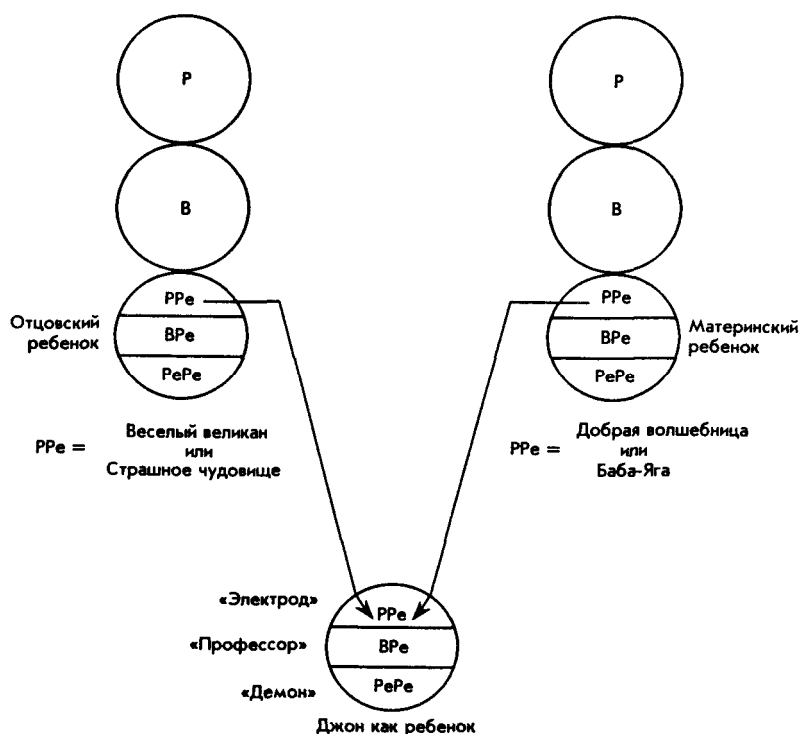 Р
Р
В
В
РРе
РРе
Отцовский
ребенок
ВРе
ВРе
Материнский
ребенок
РеРе
РеРе
РРе =
Веселый великан
или
Страшное чудовище
РРе =
Добрая волшебница
или
Баба-Яга
«Электрод»
РРе
«Профессор»
ВРе
«Демон»
РеРе
Джон как ребенок